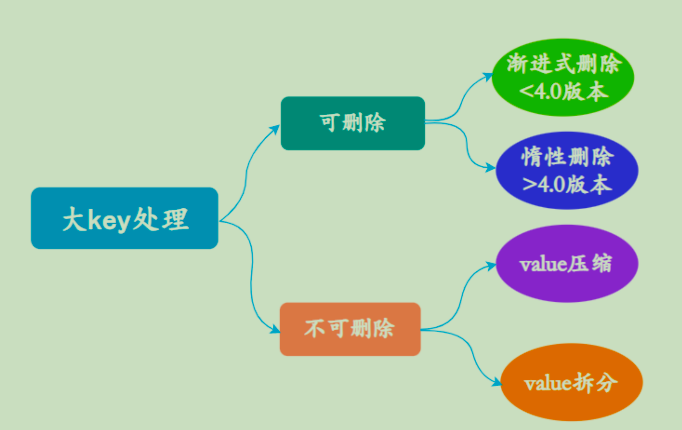 大key处理
可删除
渐进式删除
<4.0版本
惰性删除
>4.0版本
不可删除
value压缩
value拆分